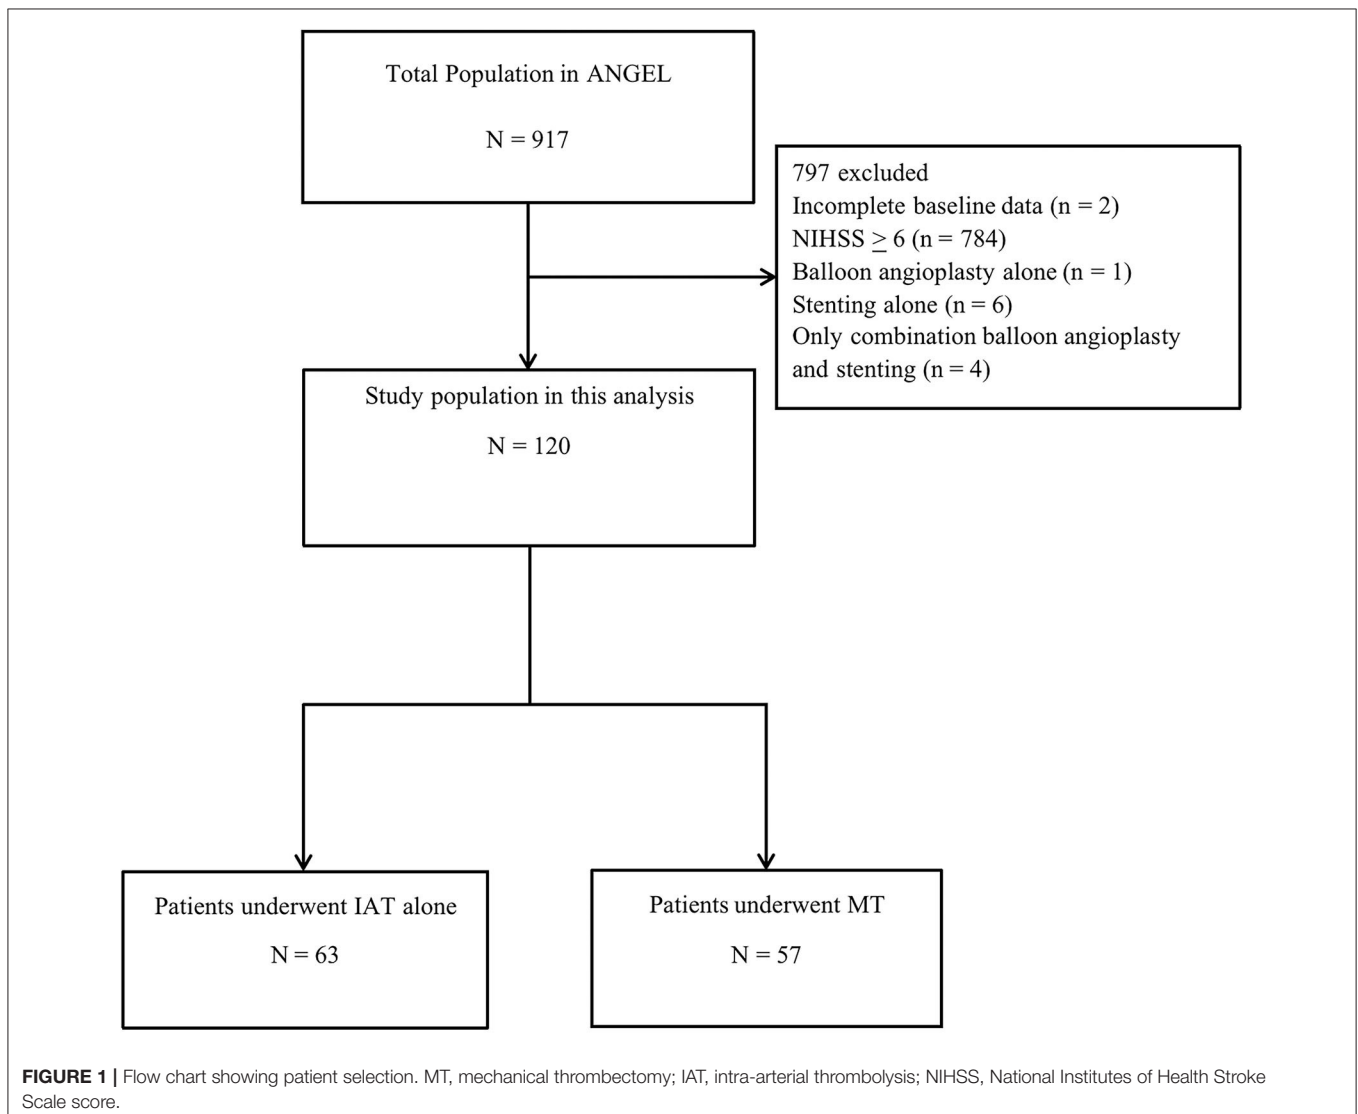 Total Population in ANGEL
N = 917
797 excluded
Incomplete baseline data (n = 2)
NIHSS ≥ 6 (n = 784)
Balloon angioplasty alone (n = 1)
Stenting alone (n = 6)
Only combination balloon angioplasty
and stenting (n = 4)
Study population in this analysis
N = 120
Patients underwent IAT alone
N = 63
Patients underwent MT
N = 57
FIGURE 1 | Flow chart showing patient selection. MT, mechanical thrombectomy; IAT, intra-arterial thrombolysis; NIHSS, National Institutes of Health Stroke
Scale score.